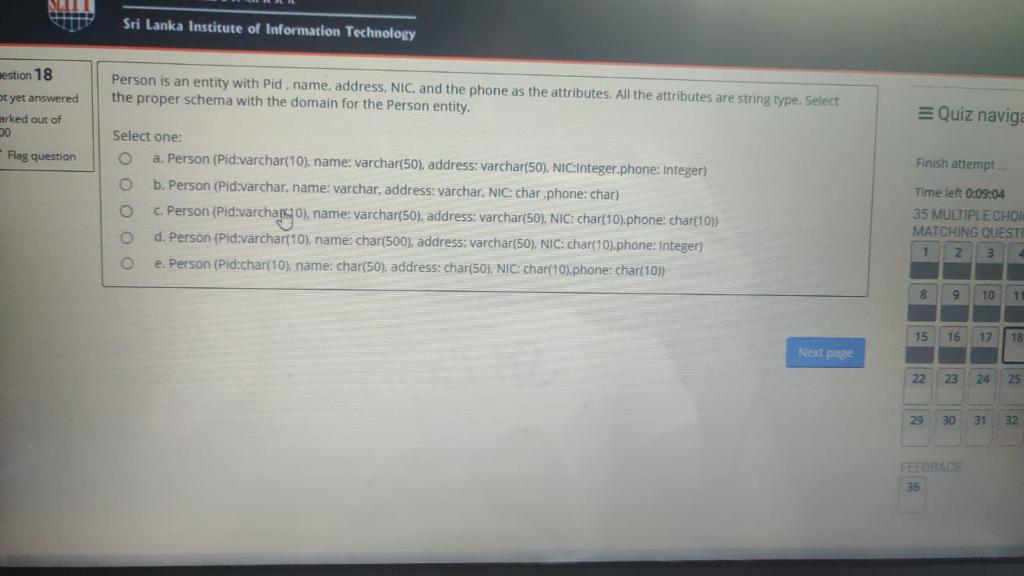 SLIIT
Sri Lanka Institute of Information Technology
estion 18
ot yet answered
arked out of
00
Flag question
Person is an entity with Pid , name, address, NIC, and the phone as the attributes. All the attributes are string type. Select
the proper schema with the domain for the Person entity.
Select one:
a. Person (Pid:varchar(10), name: varchar(50), address: varchar(50), NIC:Integer,phone: Integer)
b. Person (Pid:varchar, name: varchar, address: varchar, NIC: char ,phone: char)
c. Person (Pid:varchar(10), name: varchar(50), address: varchar(50), NIC: char(10),phone: char(10))
d. Person (Pid:varchar(10), name: char(500), address: varchar(50), NIC: char(10),phone: Integer)
e. Person (Pid:char(10), name: char(50), address: char(50), NIC: char(10),phone: char(10))
Next page
Quiz naviga
Finish attempt ...
Time left 0:09:04
35 MULTIPLE CHOI
MATCHING QUESTI
1 2 3 4
8 9 10 11
15 16 17 18
22 23 24 25
29 30 31 32
FEEDBACK
36